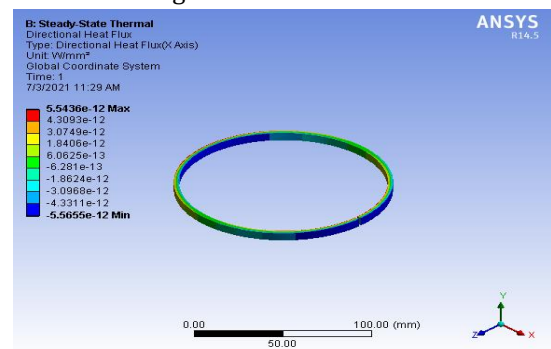 B: Steady-State Thermal
Directional Heat Flux
Type: Directional Heat Flux(X Axis)
Unit: W/mm²
Global Coordinate System
Time: 1
7/3/2021 11:29 AM
5.5436e-12 Max
4.3093e-12
3.0749e-12
1.8406e-12
6.0625e-13
-6.281e-13
-1.8624e-12
-3.0968e-12
-4.3311e-12
-5.5655e-12 Min
ANSYS
R14.5
0.00 100.00 (mm)
50.00
Y
Z X